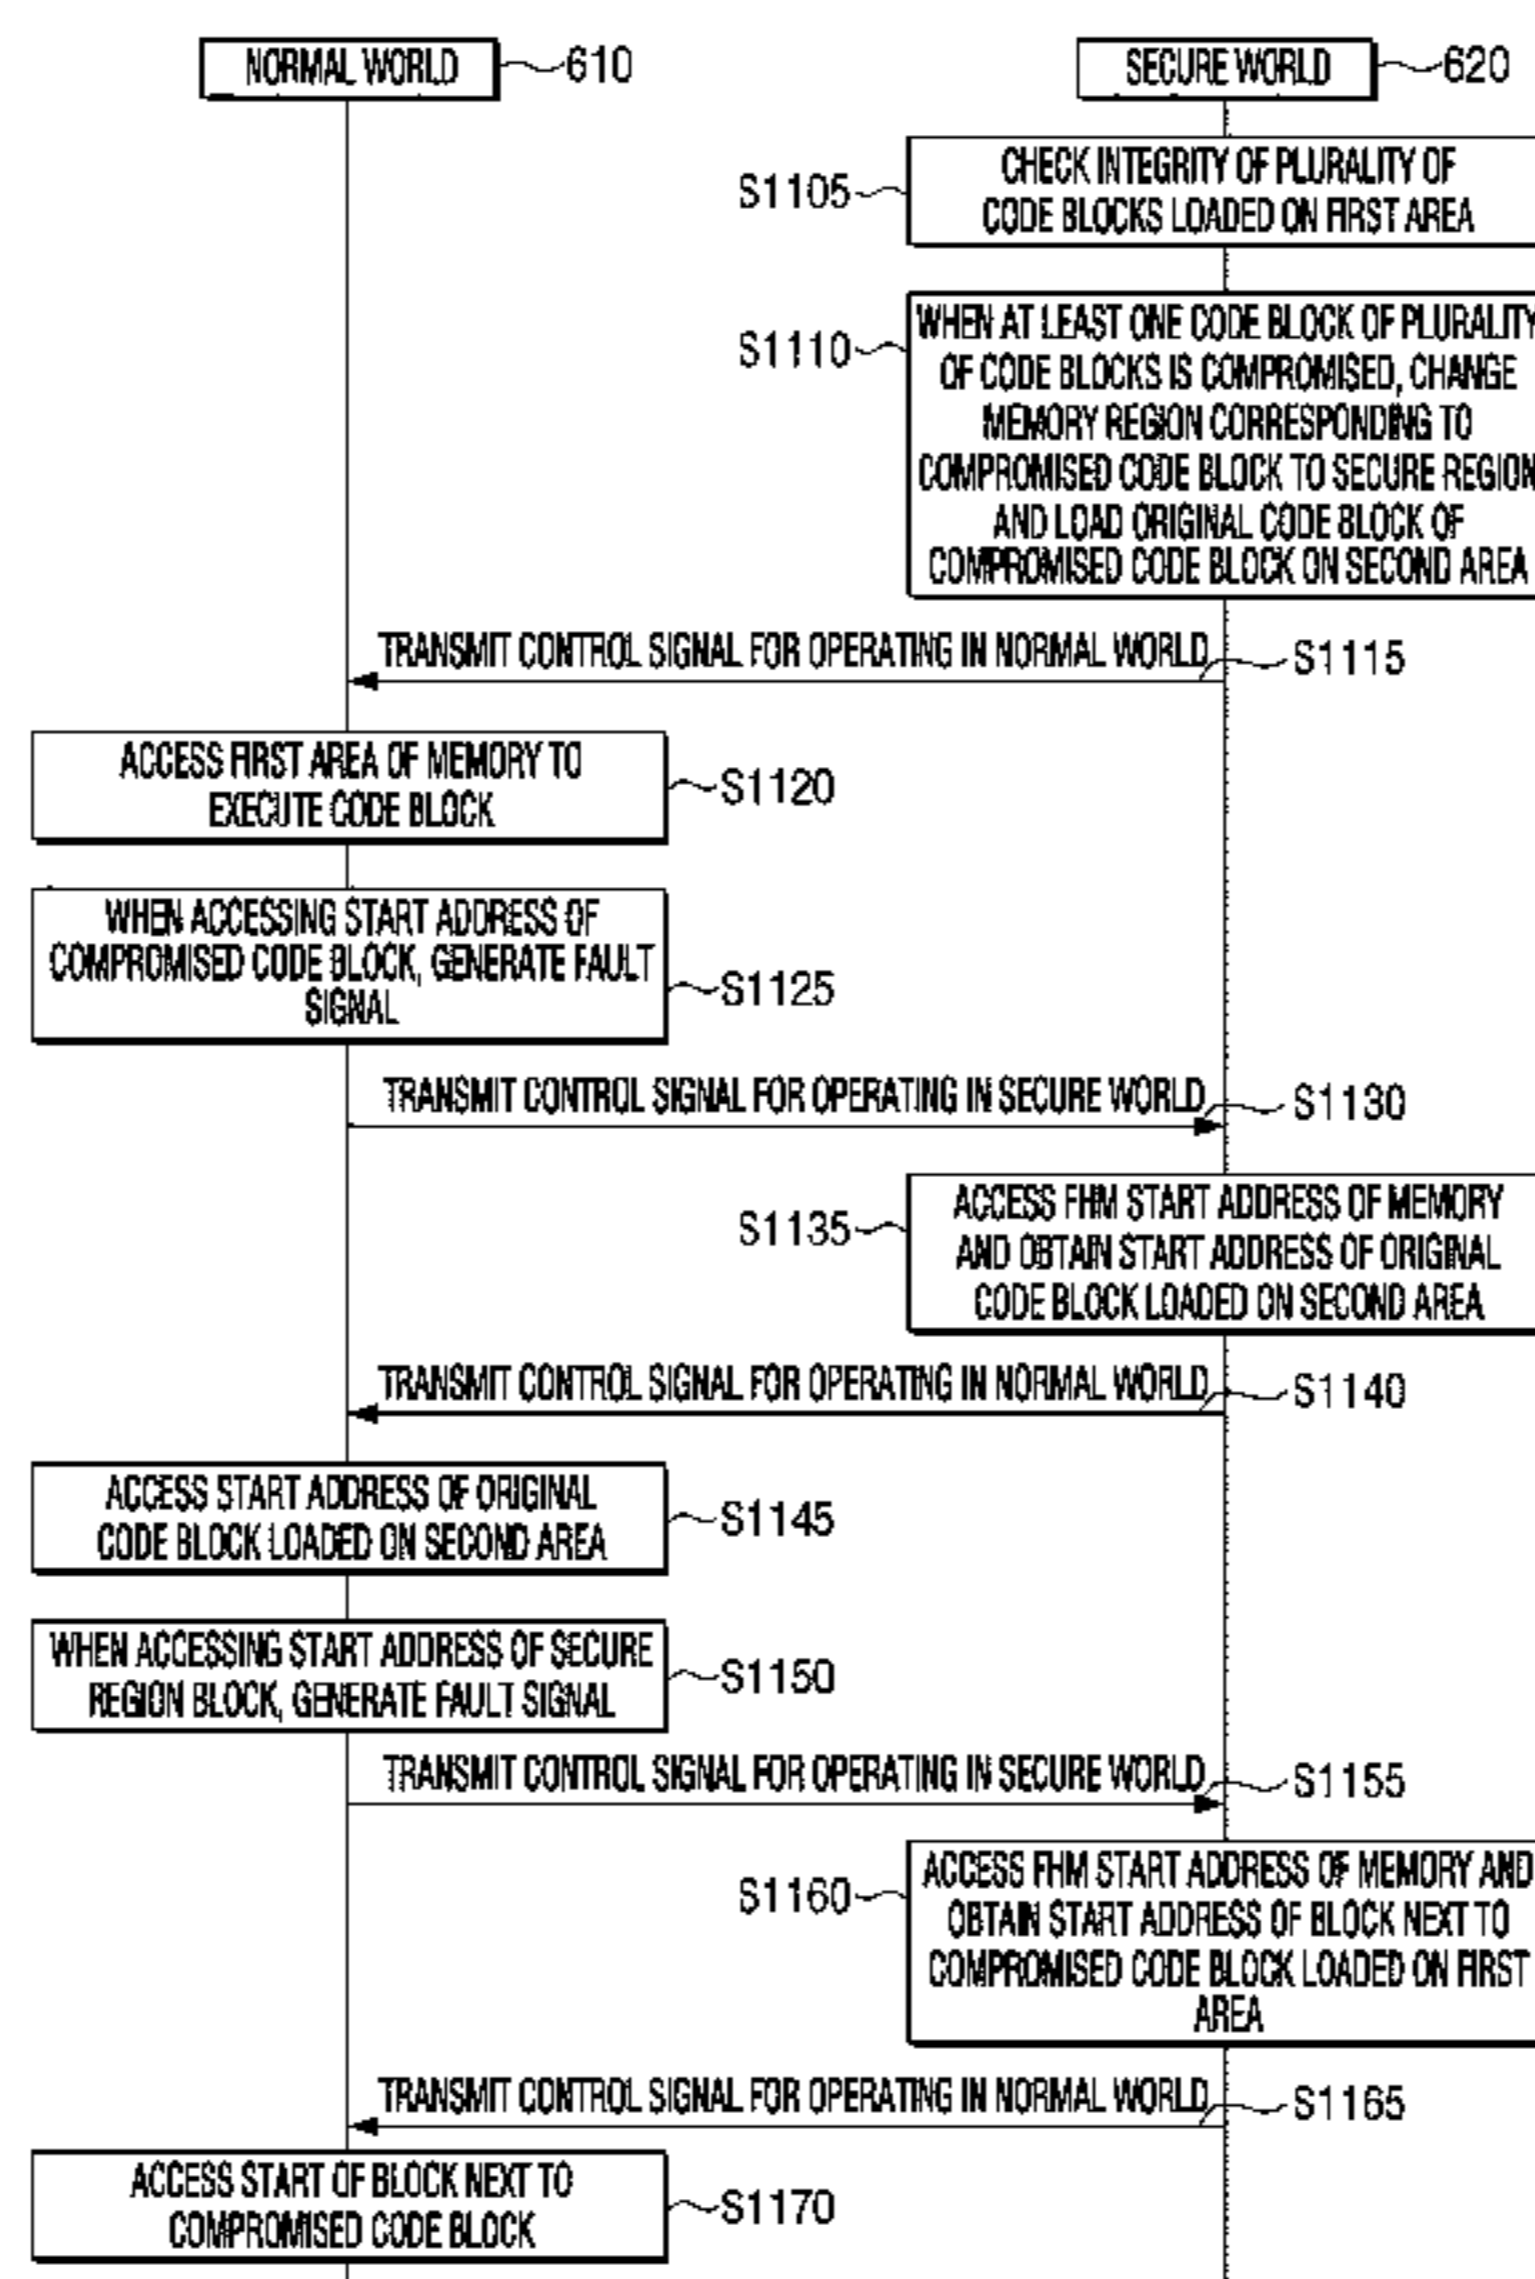 NORMAL WORLD
610
SECURE WORLD
620
S1105
CHECK INTEGRITY OF PLURALITY OF
CODE BLOCKS LOADED ON FIRST AREA
S1110
WHEN AT LEAST ONE CODE BLOCK OF PLURALITY
OF CODE BLOCKS IS COMPROMISED, CHANGE
MEMORY REGION CORRESPONDING TO
COMPROMISED CODE BLOCK TO SECURE REGION
AND LOAD ORIGINAL CODE BLOCK OF
COMPROMISED CODE BLOCK ON SECOND AREA
TRANSMIT CONTROL SIGNAL FOR OPERATING IN NORMAL WORLD
S1115
ACCESS FIRST AREA OF MEMORY TO
EXECUTE CODE BLOCK
S1120
WHEN ACCESSING START ADDRESS OF
COMPROMISED CODE BLOCK, GENERATE FAULT
SIGNAL
S1125
TRANSMIT CONTROL SIGNAL FOR OPERATING IN SECURE WORLD
S1130
S1135
ACCESS FHM START ADDRESS OF MEMORY
AND OBTAIN START ADDRESS OF ORIGINAL
CODE BLOCK LOADED ON SECOND AREA
TRANSMIT CONTROL SIGNAL FOR OPERATING IN NORMAL WORLD
S1140
ACCESS START ADDRESS OF ORIGINAL
CODE BLOCK LOADED ON SECOND AREA
S1145
WHEN ACCESSING START ADDRESS OF SECURE
REGION BLOCK, GENERATE FAULT SIGNAL
S1150
TRANSMIT CONTROL SIGNAL FOR OPERATING IN SECURE WORLD
S1155
S1160
ACCESS FHM START ADDRESS OF MEMORY AND
OBTAIN START ADDRESS OF BLOCK NEXT TO
COMPROMISED CODE BLOCK LOADED ON FIRST
AREA
TRANSMIT CONTROL SIGNAL FOR OPERATING IN NORMAL WORLD
S1165
ACCESS START OF BLOCK NEXT TO
COMPROMISED CODE BLOCK
S1170